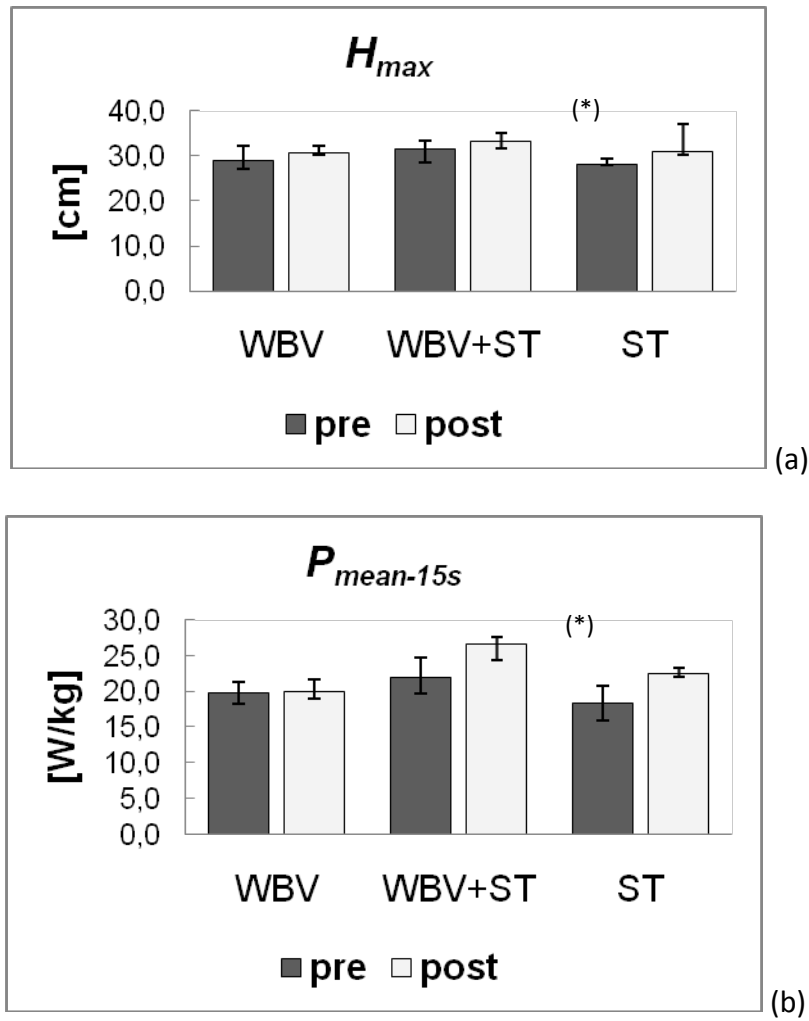 H max
(*)
40,0
30,0
20,0
10,0
0,0
[cm]
WBV WBV+ST ST
pre post
(a)
P mean-15s
(*)
30,0
25,0
20,0
15,0
10,0
5,0
0,0
[W/kg]
WBV WBV+ST ST
pre post
(b)